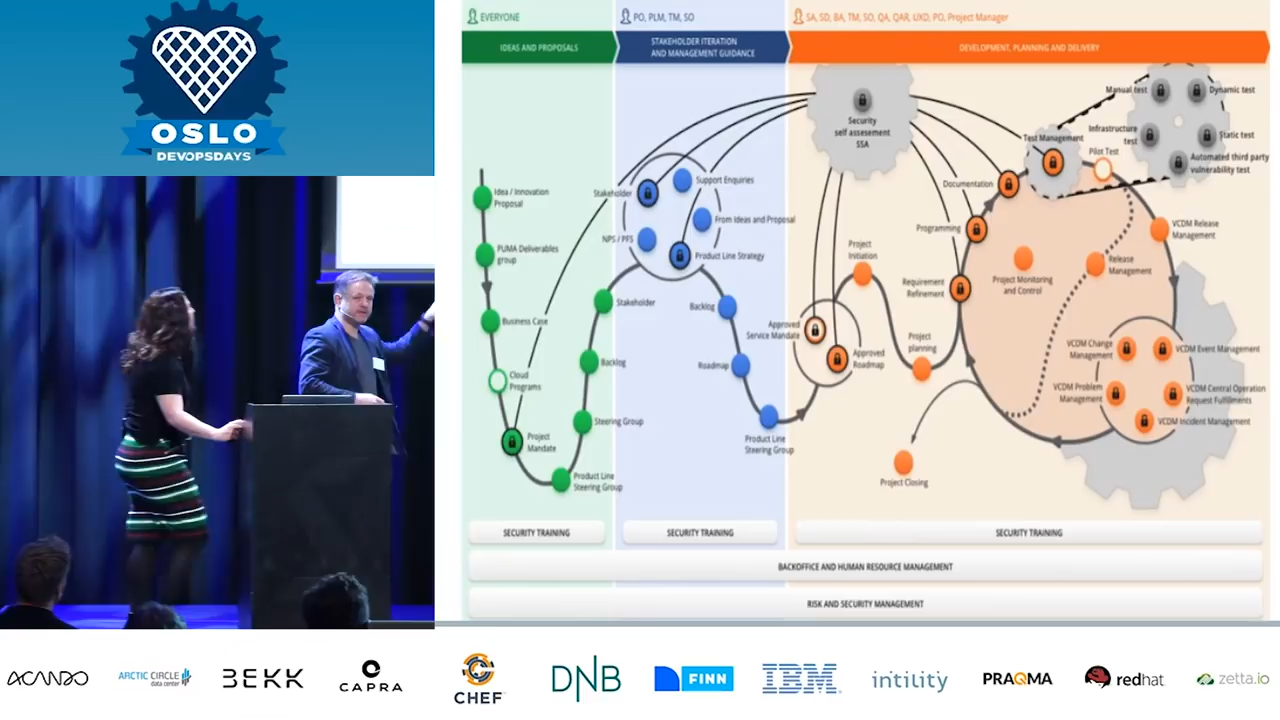 OSLO
DEVOPSDAYS
EVERYONE
PO, PLM, TM, SO
SA, SD, BA, TM, SO, QA, QAR, UXD, PO, Project Manager
IDEAS AND PROPOSALS
STAKEHOLDER ITERATION
AND MANAGEMENT GUIDANCE
DEVELOPMENT, PLANNING AND DELIVERY
Idea / Innovation
Proposal
PUMA Deliverables
group
Business Case
Cloud
Programs
Project
Mandate
Product Line
Steering Group
Steering Group
Backlog
Stakeholder
Stakeholder
Support Enquiries
From Ideas and Proposal
NPS / PFS
Product Line Strategy
Backlog
Roadmap
Product Line
Steering Group
Security
self assesement
SSA
Approved
Service Mandate
Approved
Roadmap
Project
Initiation
Project
planning
Requirement
Refinement
Programming
Documentation
Test Management
Pilot Test
Manual test
Dynamic test
Infrastructure
test
Static test
Automated third party
vulnerability test
VCDM Release
Management
Release
Management
Project Monitoring
and Control
VCDM Change
Management
VCDM Event Management
VCDM Problem
Management
VCDM Central Operation
Request Fulfillments
VCDM Incident Management
Project Closing
SECURITY TRAINING
SECURITY TRAINING
SECURITY TRAINING
BACKOFFICE AND HUMAN RESOURCE MANAGEMENT
RISK AND SECURITY MANAGEMENT
ACANDO
ARCTIC CIRCLE
data center
BEKK
CAPRA
CHEF
DNB
FINN
IBM
intility
PRAQMA
redhat
zetta.io